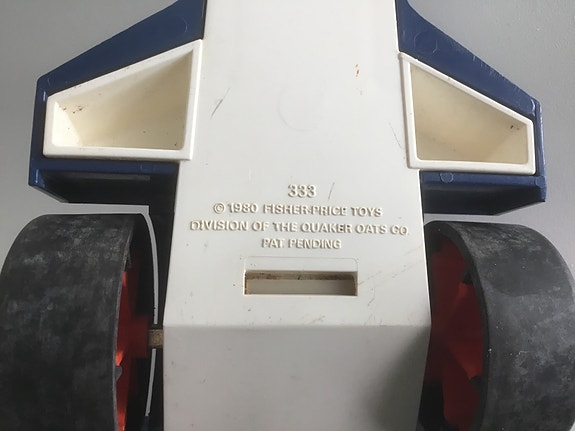 333
© 1980 FISHER-PRICE TOYS
DIVISION OF THE QUAKER OATS CO.
PAT PENDING